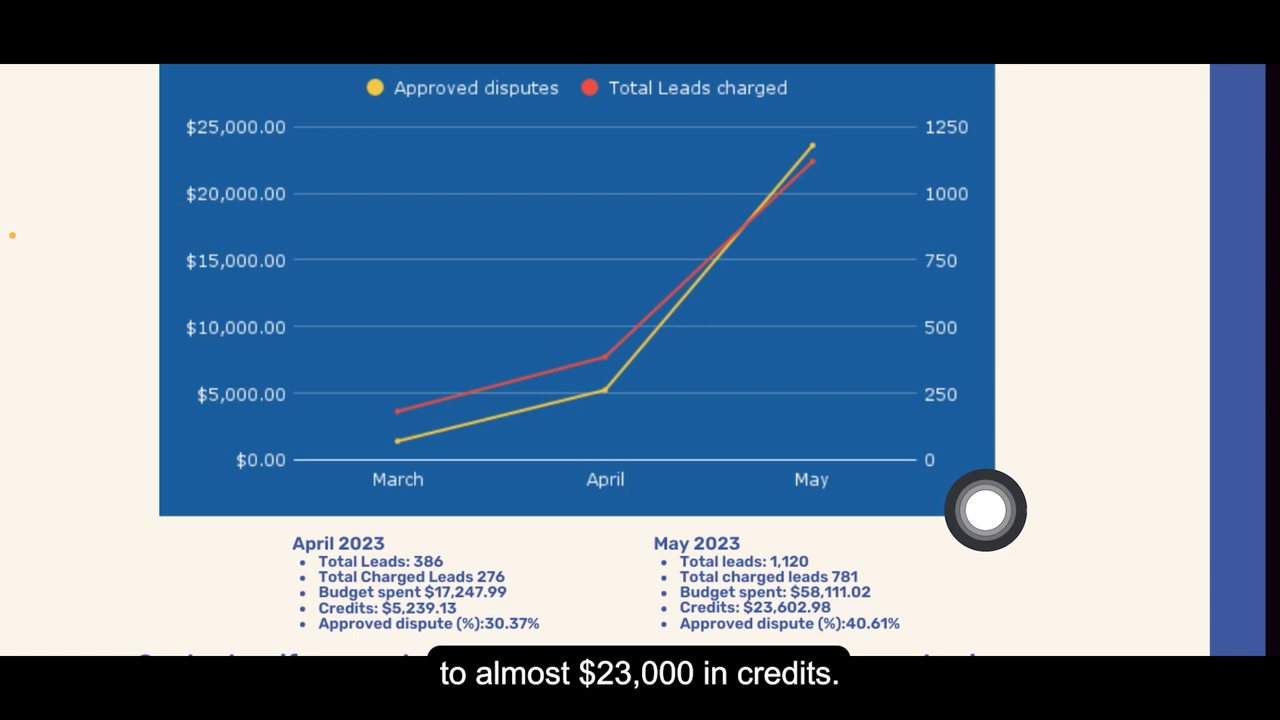 Approved disputes Total Leads charged
$25,000.00 1250
$20,000.00 1000
$15,000.00 750
$10,000.00 500
$5,000.00 250
$0.00 0
March April May
April 2023
• Total Leads: 386
• Total Charged Leads 276
• Budget spent $17,247.99
• Credits: $5,239.13
• Approved dispute (%):30.37%
May 2023
• Total leads: 1,120
• Total charged leads 781
• Budget spent: $58,111.02
• Credits: $23,602.98
• Approved dispute (%):40.61%
to almost $23,000 in credits.